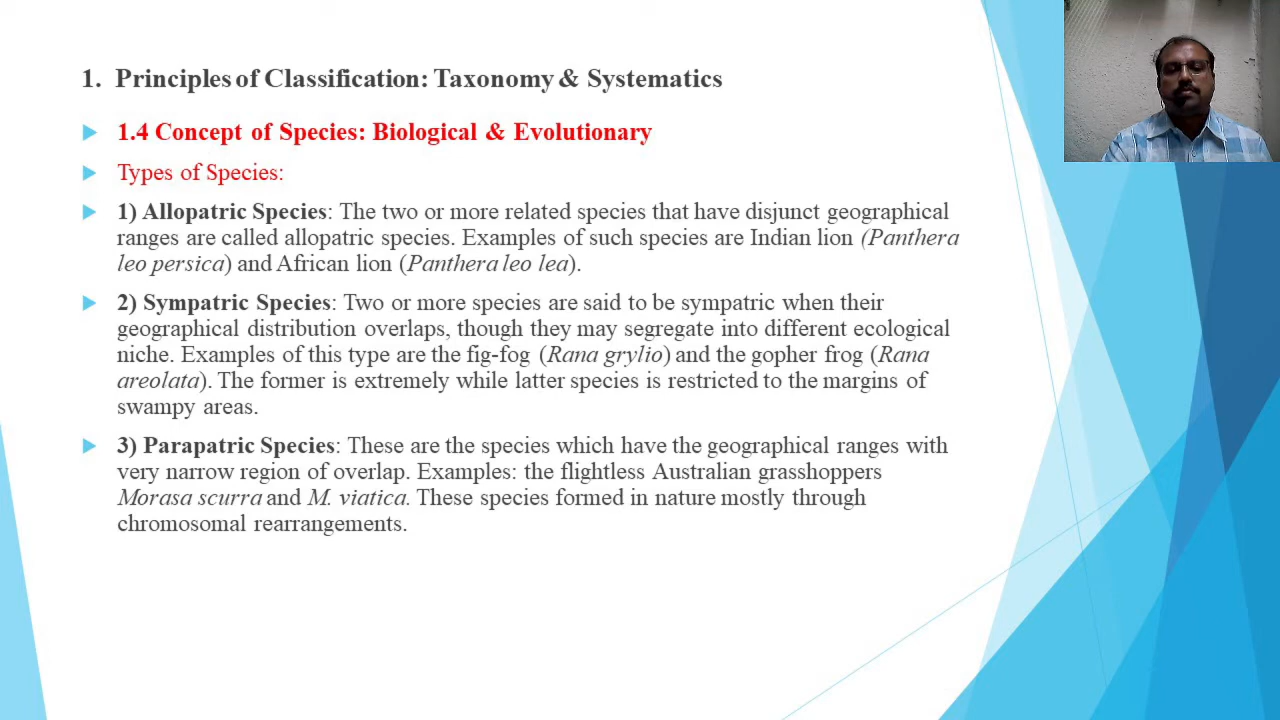 1. Principles of Classification: Taxonomy & Systematics
1.4 Concept of Species: Biological & Evolutionary
Types of Species:
1) Allopatric Species: The two or more related species that have disjunct geographical
ranges are called allopatric species. Examples of such species are Indian lion (Panthera
leo persica) and African lion (Panthera leo lea).
2) Sympatric Species: Two or more species are said to be sympatric when their
geographical distribution overlaps, though they may segregate into different ecological
niche. Examples of this type are the fig-fog (Rana grylio) and the gopher frog (Rana
areolata). The former is extremely while latter species is restricted to the margins of
swampy areas.
3) Parapatric Species: These are the species which have the geographical ranges with
very narrow region of overlap. Examples: the flightless Australian grasshoppers
Morasa scurra and M. viatica. These species formed in nature mostly through
chromosomal rearrangements.